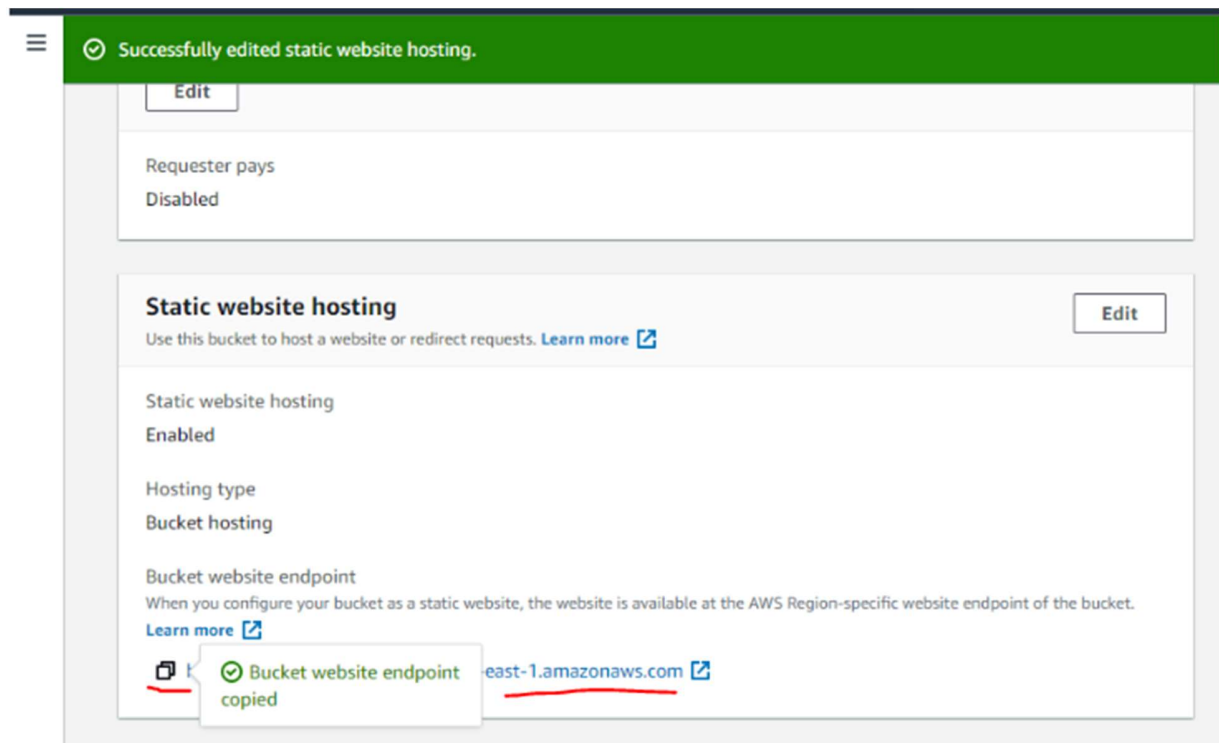 Successfully edited static website hosting.
Edit
Requester pays
Disabled
Static website hosting
Edit
Use this bucket to host a website or redirect requests. Learn more
Static website hosting
Enabled
Hosting type
Bucket hosting
Bucket website endpoint
When you configure your bucket as a static website, the website is available at the AWS Region-specific website endpoint of the bucket.
Learn more
Bucket website endpoint
copied
-east-1.amazonaws.com